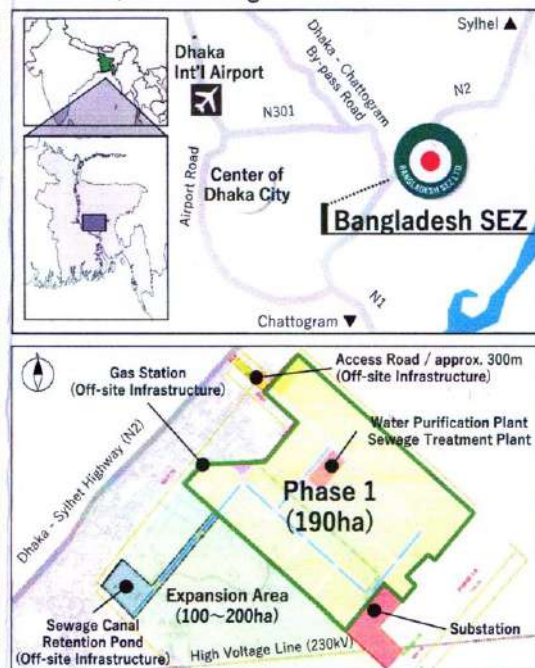 Sylhel ▲
Dhaka
Int'l Airport
Dhaka - Chattogram
By-pass Road
N301
N2
Airport Road
Center of
Dhaka City
BANGLADESH SEZ LTD.
Bangladesh SEZ
N1
Chattogram ▼
Gas Station
(Off-site Infrastructure)
Access Road / approx. 300m
(Off-site Infrastructure)
Water Purification Plant
Sewage Treatment Plant
Dhaka - Sylhet Highway (N2)
Phase 1
(190ha)
Expansion Area
(100~200ha)
Sewage Canal
Retention Pond
(Off-site Infrastructure)
High Voltage Line (230kV)
Substation